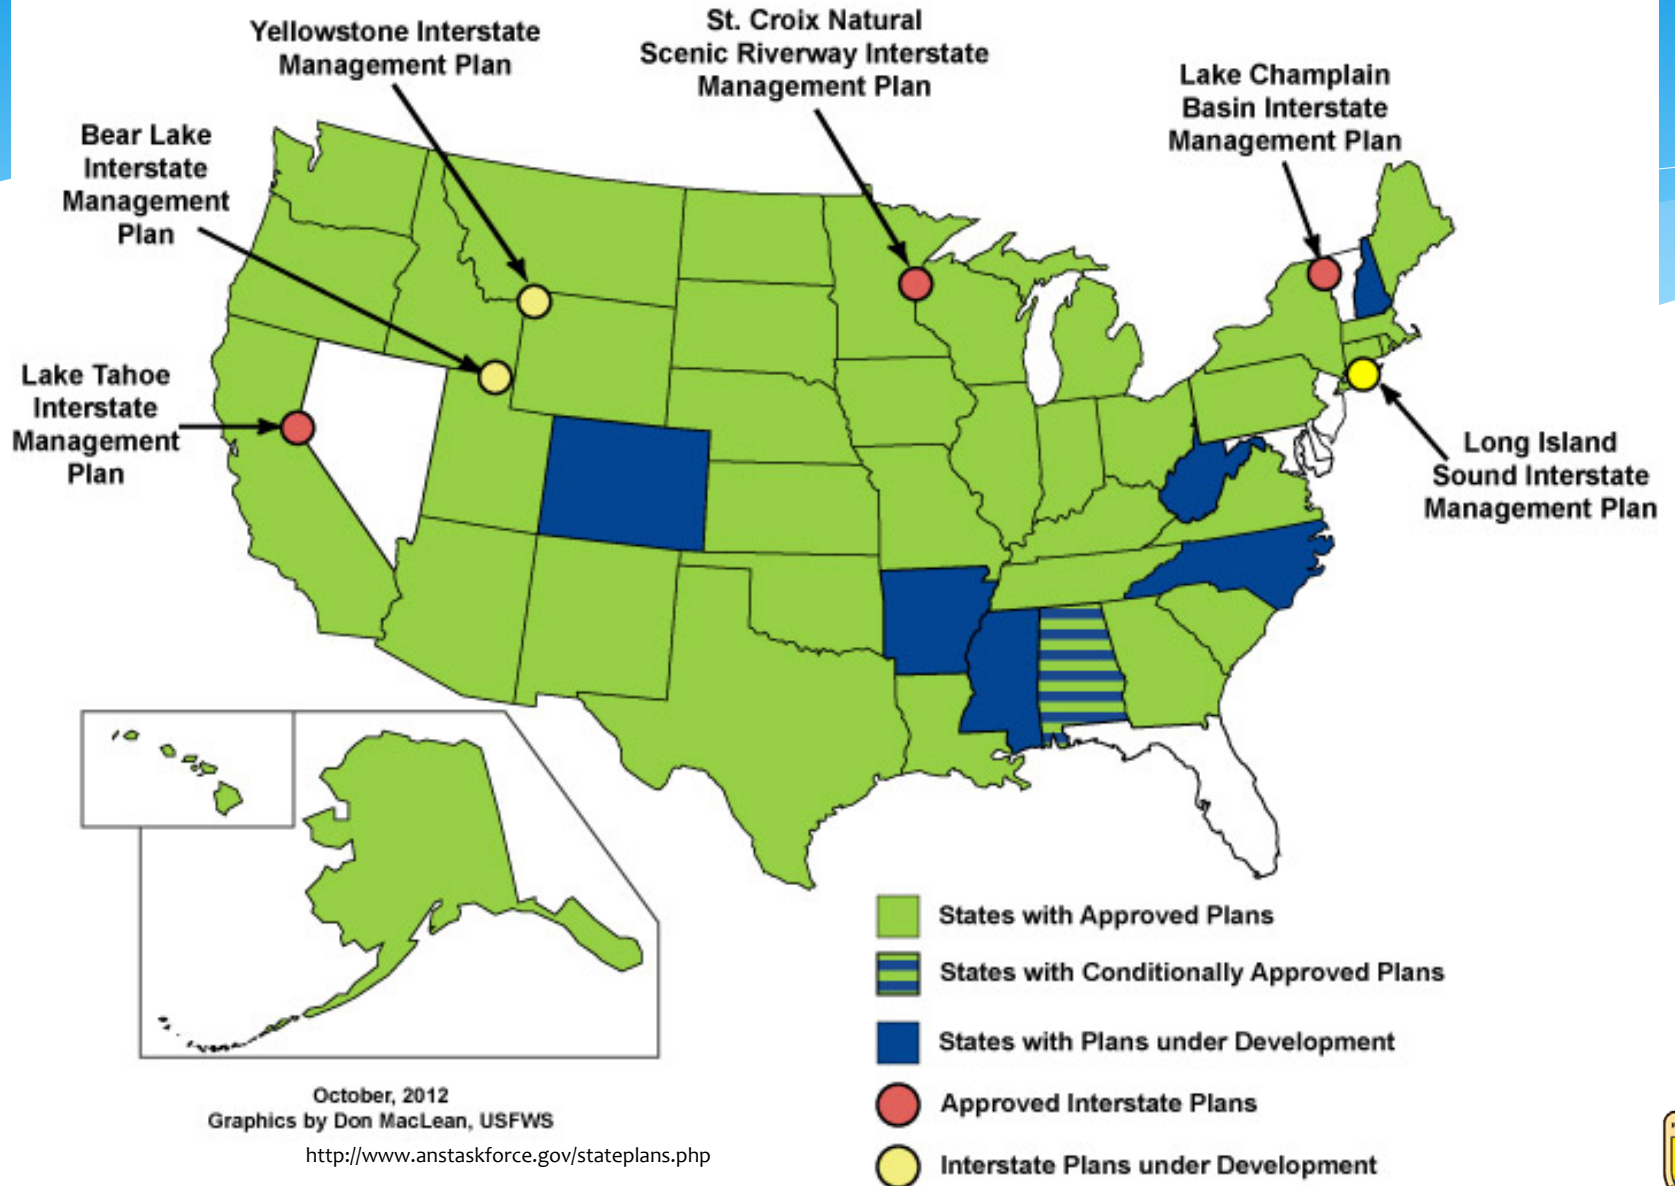 Yellowstone Interstate
Management Plan
St. Croix Natural
Scenic Riverway Interstate
Management Plan
Lake Champlain
Basin Interstate
Management Plan
Bear Lake
Interstate
Management
Plan
Lake Tahoe
Interstate
Management
Plan
Long Island
Sound Interstate
Management Plan
States with Approved Plans
States with Conditionally Approved Plans
States with Plans under Development
Approved Interstate Plans
Interstate Plans under Development
October, 2012
Graphics by Don MacLean, USFWS
http://www.anstaskforce.gov/stateplans.php